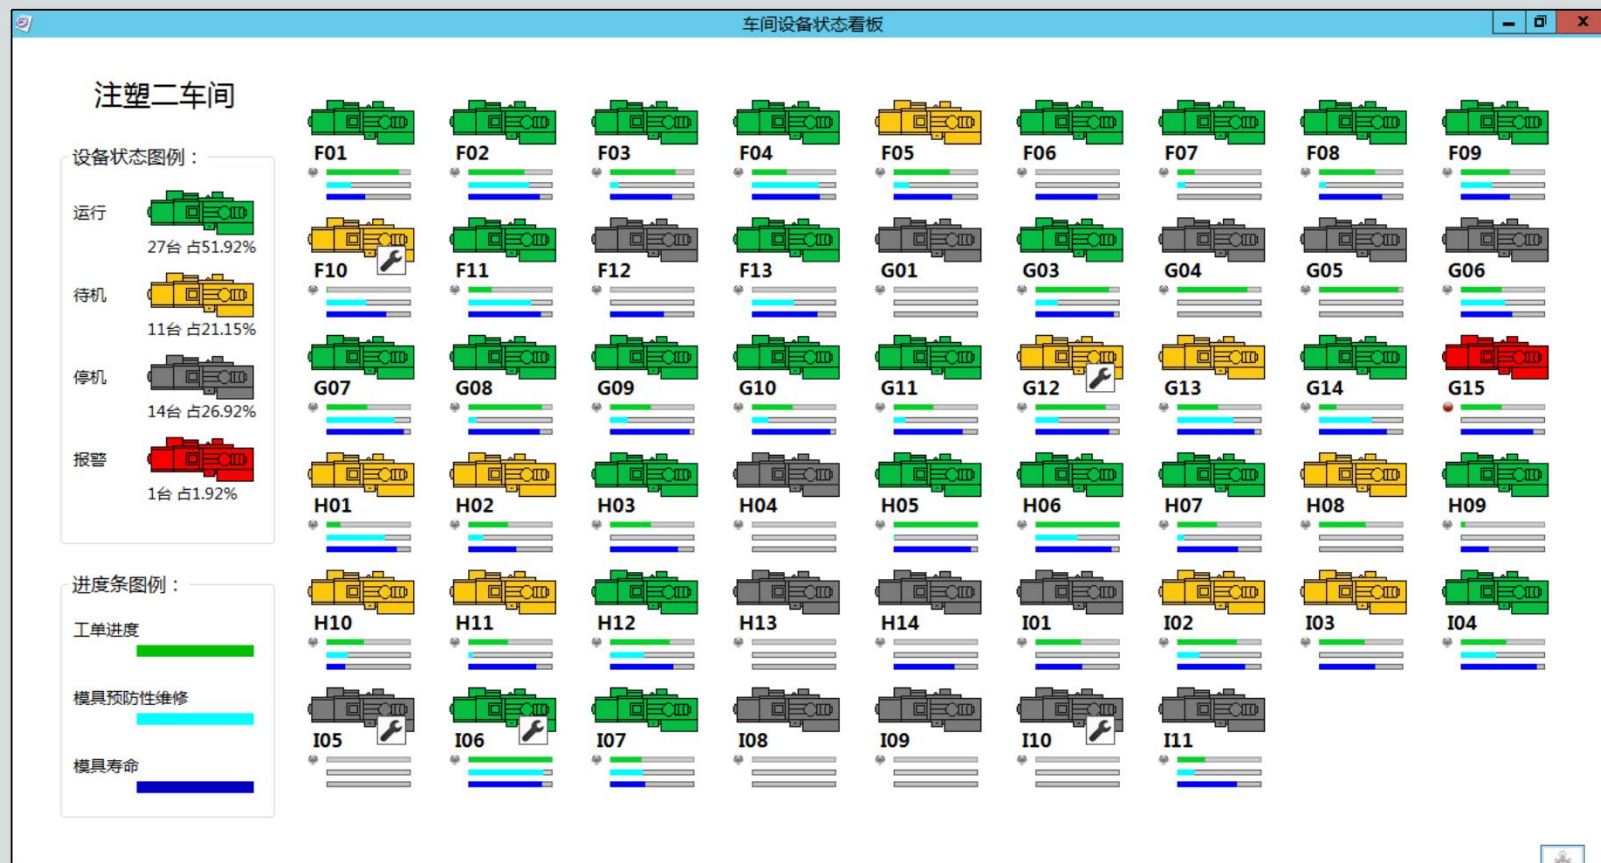 车间设备状态看板
注塑二车间
设备状态图例：
运行
27台 占51.92%
待机
11台 占21.15%
停机
14台 占26.92%
报警
1台 占1.92%
进度条图例：
工单进度
模具预防性维修
模具寿命
F01 F02 F03 F04 F05 F06 F07 F08 F09
F10 F11 F12 F13 G01 G03 G04 G05 G06
G07 G08 G09 G10 G11 G12 G13 G14 G15
H01 H02 H03 H04 H05 H06 H07 H08 H09
H10 H11 H12 H13 H14 I01 I02 I03 I04
I05 I06 I07 I08 I09 I10 I11